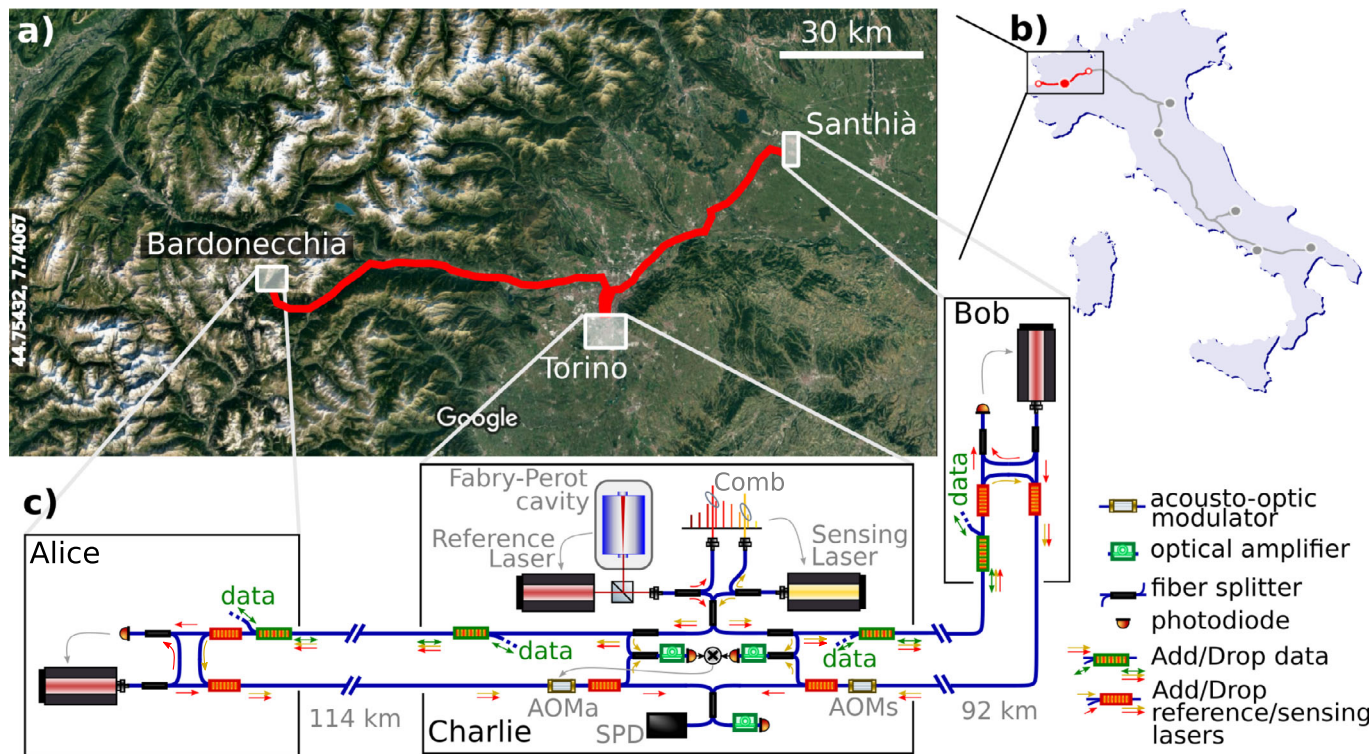 a)
30 km
b)
Santhià
Bardonecchia
44.75432, 7.74067
Torino
Google
Bob
data
c)
Fabry-Perot
cavity
Comb
Reference
Laser
Sensing
Laser
Alice
data
data
data
AOMa
AOMs
114 km
92 km
Charlie
SPD
acousto-optic
modulator
optical amplifier
fiber splitter
photodiode
Add/Drop data
Add/Drop
reference/sensing
lasers